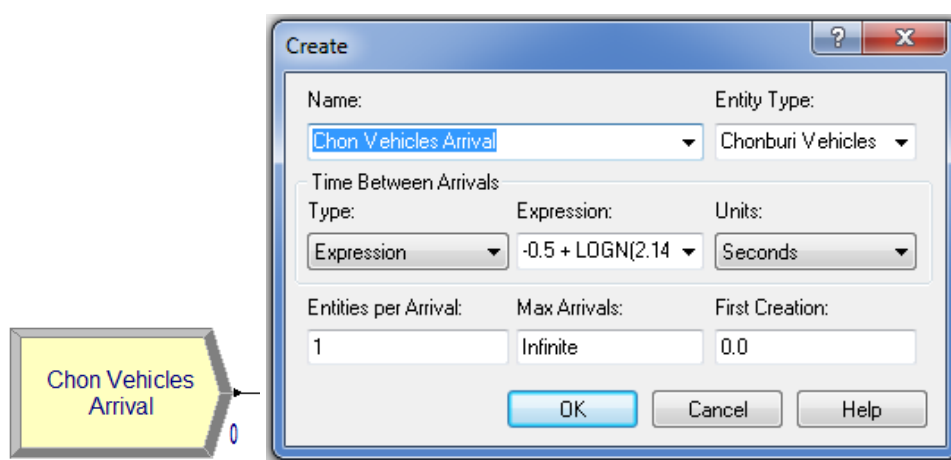 Create
?
X
Name:
Entity Type:
Chon Vehicles Arrival
Chonburi Vehicles
Time Between Arrivals
Type:
Expression:
Units:
Expression
-0.5 + LOGN(2.14
Seconds
Entities per Arrival:
Max Arrivals:
First Creation:
1
Infinite
0.0
OK
Cancel
Help
Chon Vehicles
Arrival
0